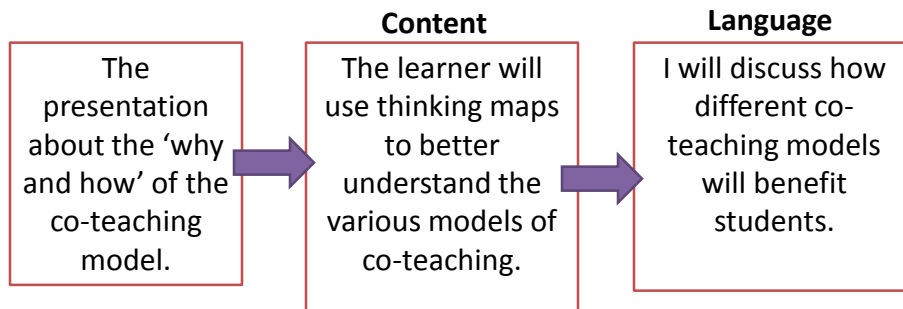 The
presentation
about the ‘why
and how’ of the
co-teaching
model.
Content
The learner will
use thinking maps
to better
understand the
various models of
co-teaching.
Language
I will discuss how
different co-
teaching models
will benefit
students.